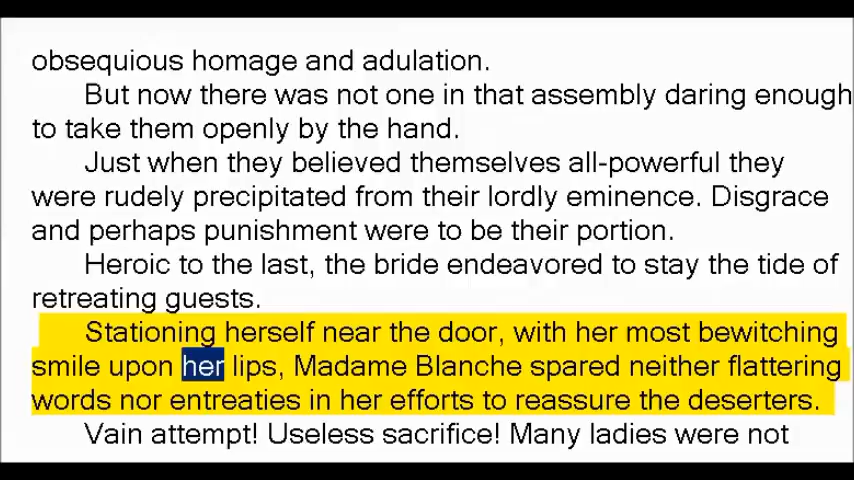 obsequious homage and adulation.
But now there was not one in that assembly daring enough
to take them openly by the hand.
Just when they believed themselves all-powerful they
were rudely precipitated from their lordly eminence. Disgrace
and perhaps punishment were to be their portion.
Heroic to the last, the bride endeavored to stay the tide of
retreating guests.
Stationing herself near the door, with her most bewitching
smile upon her lips, Madame Blanche spared neither flattering
words nor entreaties in her efforts to reassure the deserters.
Vain attempt! Useless sacrifice! Many ladies were not